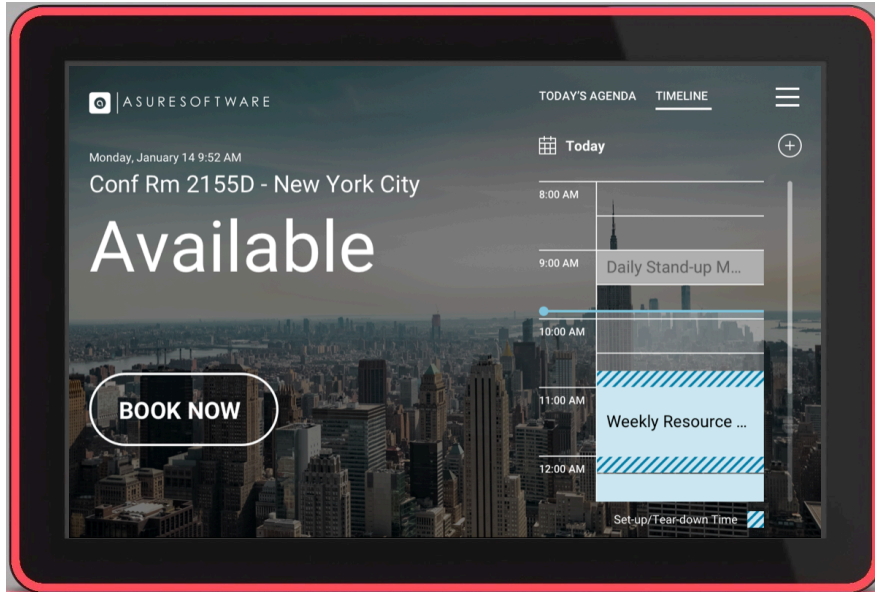 a ASURESOFTWARE
Monday, January 14 9:52 AM
Conf Rm 2155D - New York City
Available
BOOK NOW
TODAY'S AGENDA TIMELINE
Today
8:00 AM
9:00 AM
Daily Stand-up M...
10:00 AM
11:00 AM
Weekly Resource ...
12:00 AM
Set-up/Tear-down Time